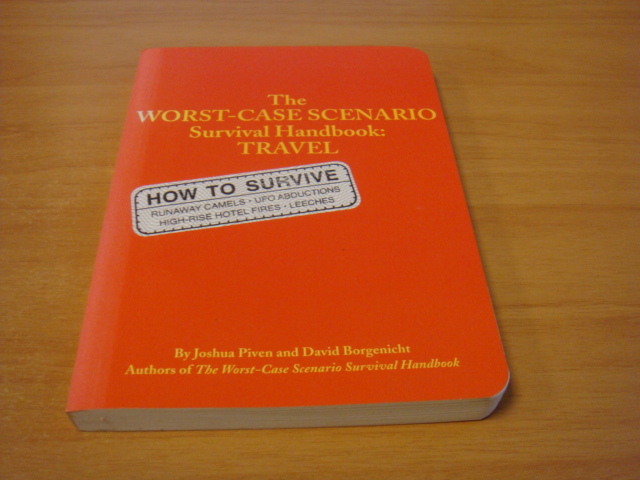 The
WORST-CASE SCENARIO
Survival Handbook:
TRAVEL
HOW TO SURVIVE
RUNAWAY CAMELS • UFO ABDUCTIONS
HIGH-RISE HOTEL FIRES • LEECHES
By Joshua Piven and David Borgenicht
Authors of The Worst-Case Scenario Survival Handbook